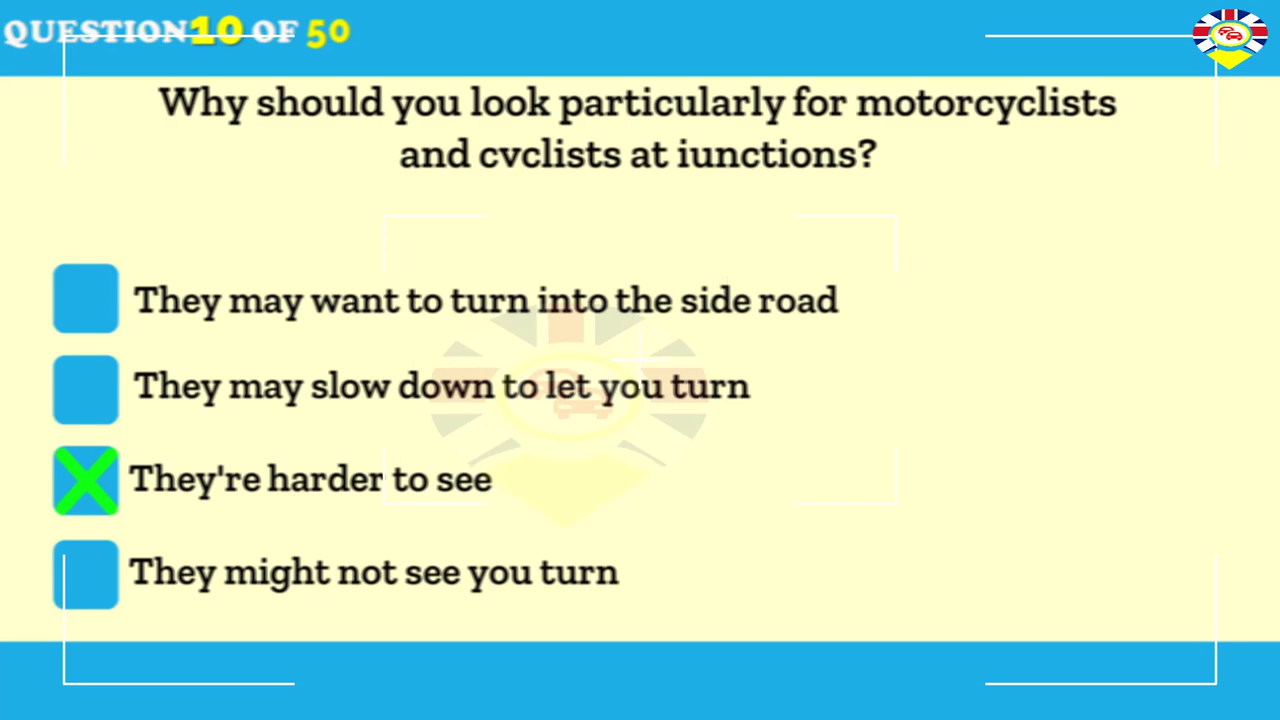 QUESTION 10 OF 50
Why should you look particularly for motorcyclists
and cyclists at junctions?
They may want to turn into the side road
They may slow down to let you turn
They're harder to see
They might not see you turn